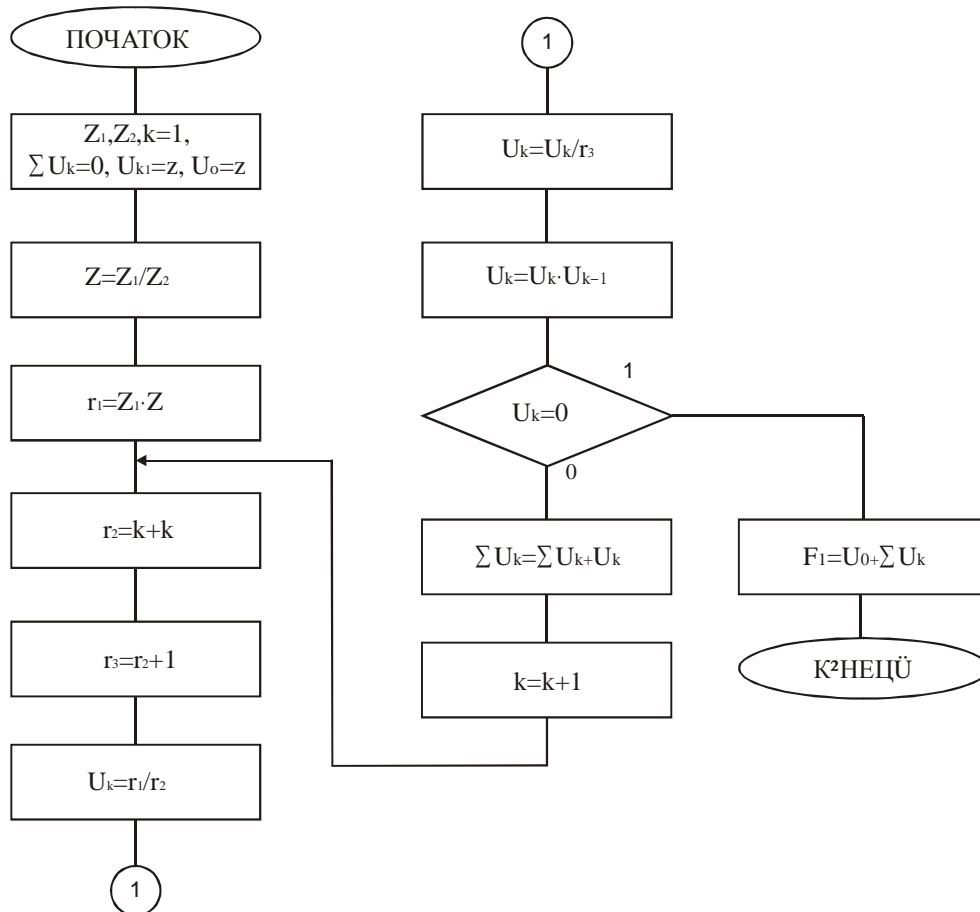 ПОЧАТОК
Z₁,Z₂,k=1,
∑Uₖ=0, Uₖ₁=z, Uₒ=z
Z=Z₁/Z₂
r₁=Z₁·Z
r₂=k+k
r₃=r₂+1
Uₖ=r₁/r₂
1
1
Uₖ=Uₖ/r₃
Uₖ=Uₖ·Uₖ₋₁
1
Uₖ=0
0
∑Uₖ=∑Uₖ₊Uₖ
k=k+1
F₁=U₀₊∑Uₖ
К²НЕЦÜ